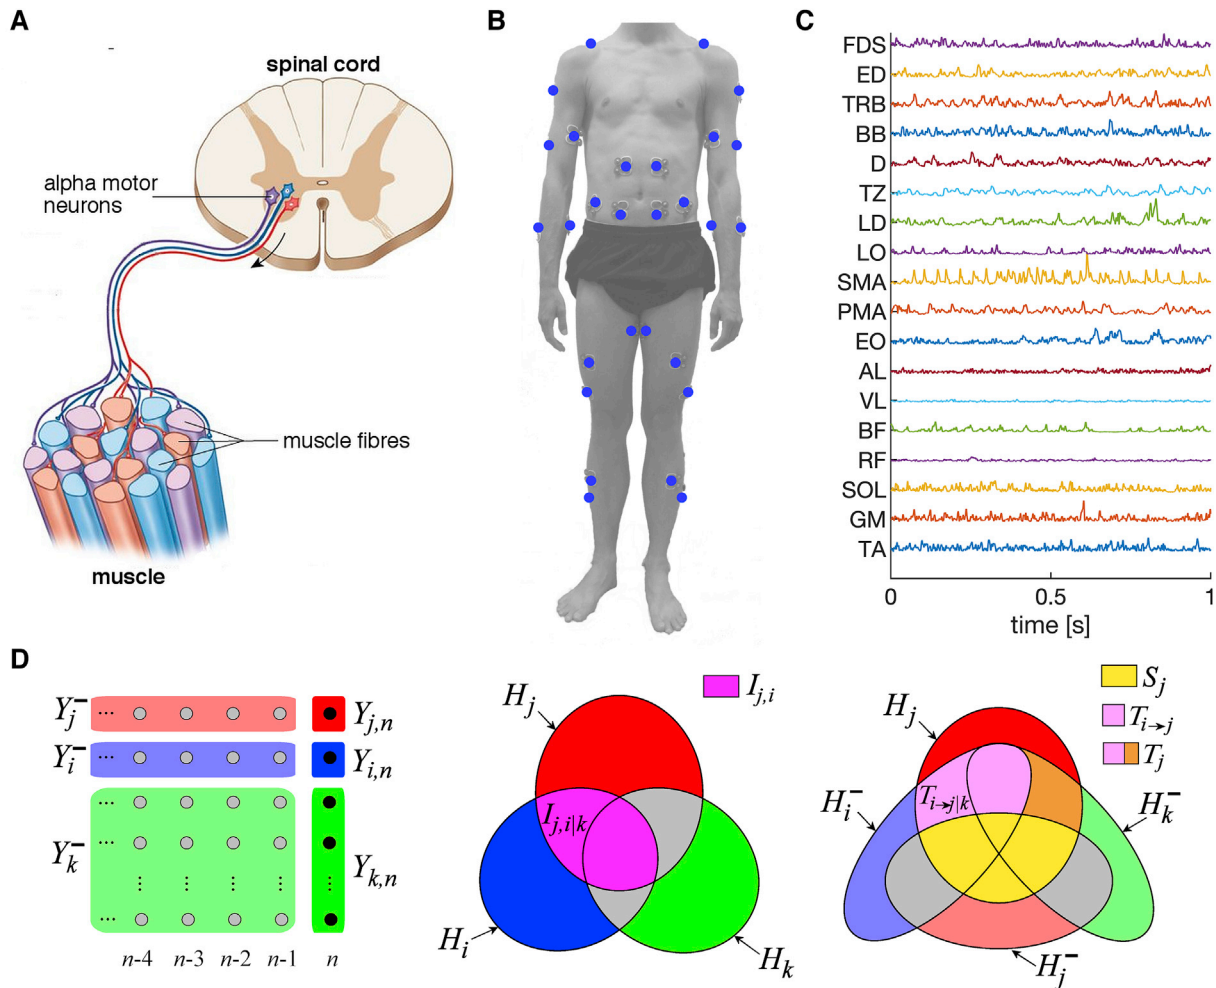 A
spinal cord
alpha motor
neurons
muscle fibres
muscle
B
C
FDS
ED
TRB
BB
D
TZ
LD
LO
SMA
PMA
EO
AL
VL
BF
RF
SOL
GM
TA
0
0.5
1
time [s]
D
Y_j^-
Y_{j,n}
Y_i^-
Y_{i,n}
Y_k^-
Y_{k,n}
n-4 n-3 n-2 n-1 n
I_{j,i}
H_j
I_{j,i|k}
H_i
H_k
S_j
T_{i→j}
T_j
H_j
T_{i→j|k}
H_i^-
H_k^-
H_j^-